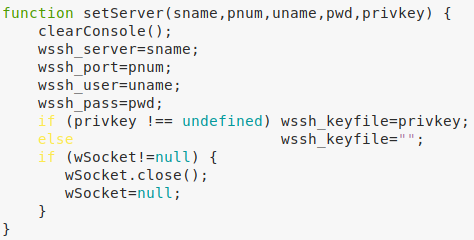 function setServer(sname,pnum,uname,pwd,privkey) {
    clearConsole();
    wssh_server=sname;
    wssh_port=pnum;
    wssh_user=uname;
    wssh_pass=pwd;
    if (privkey !== undefined) wssh_keyfile=privkey;
    else                       wssh_keyfile="";
    if (wSocket!=null) {
       wSocket.close();
       wSocket=null;
    }
}